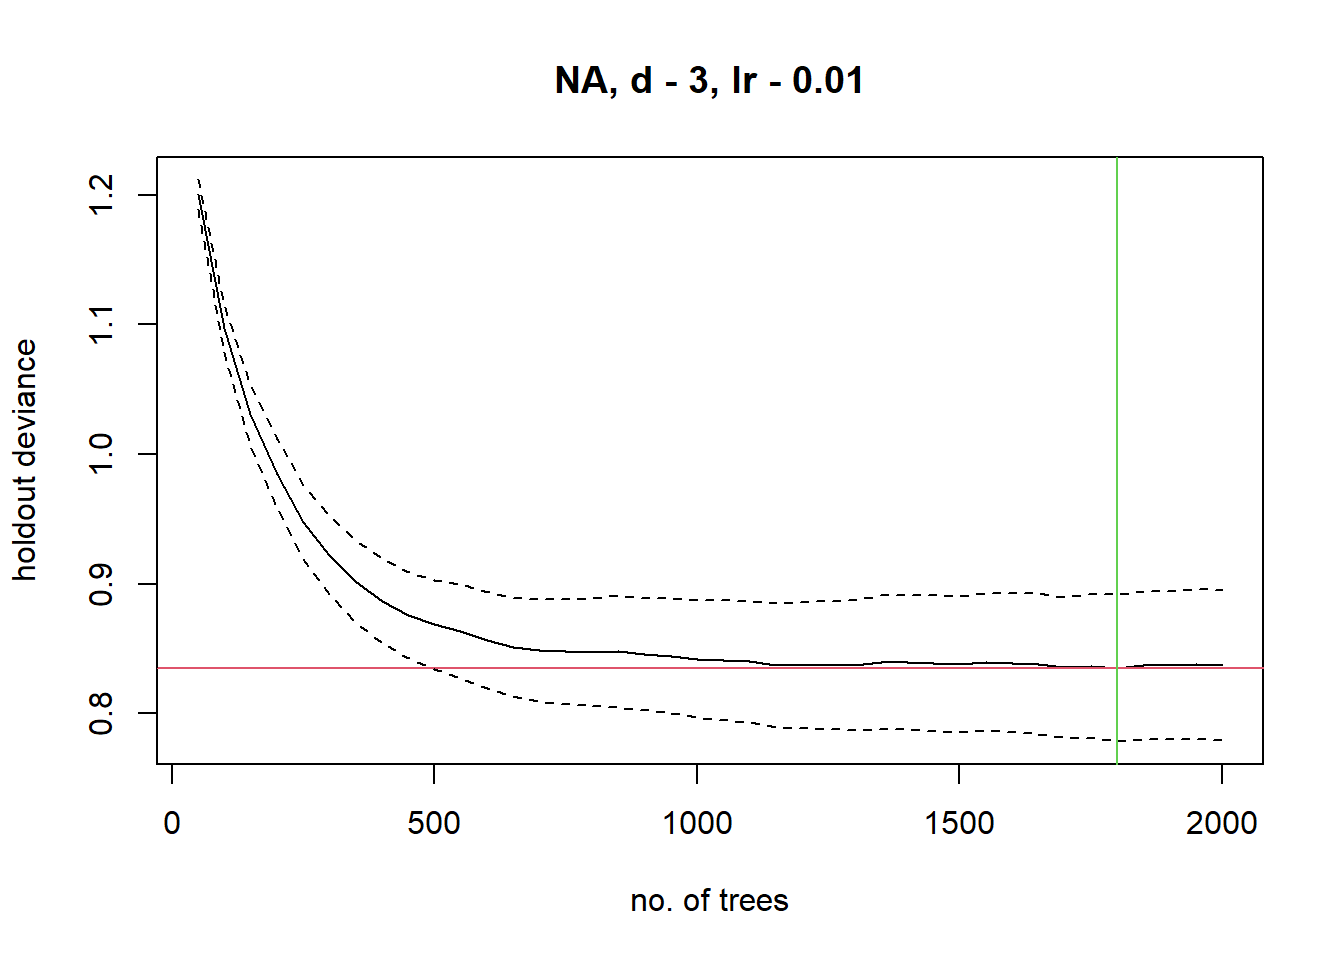 NA, d - 3, lr - 0.01
holdout deviance
1.2
1.1
1.0
0.9
0.8
0 500 1000 1500 2000
no. of trees